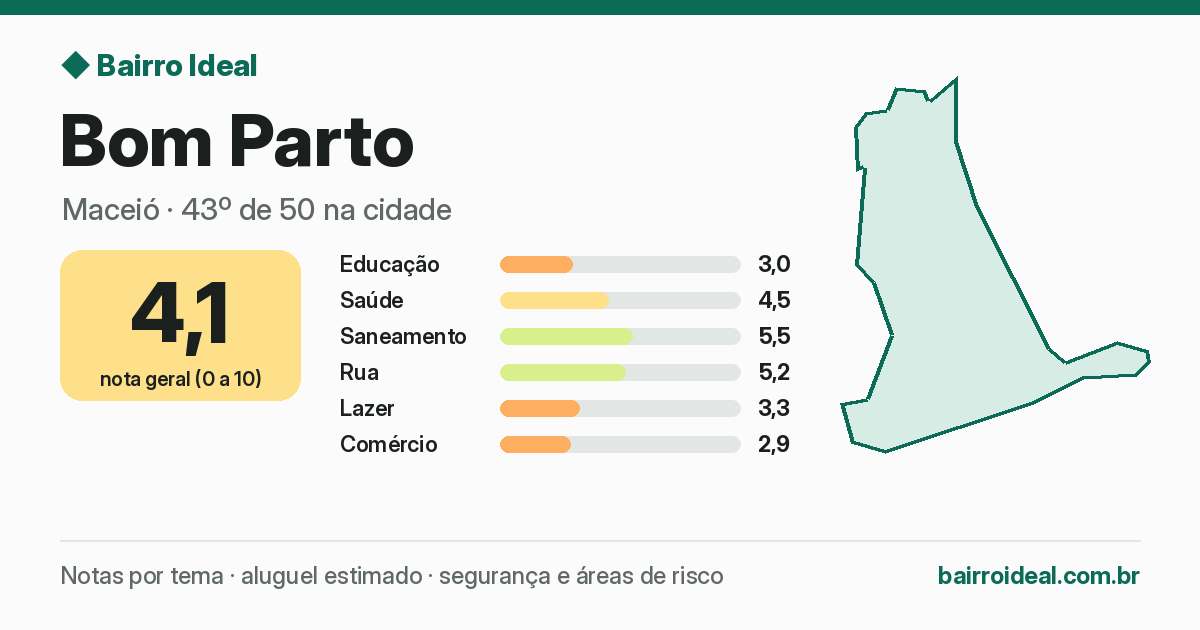 Bairro Ideal
Bom Parto
Maceió · 43º de 50 na cidade
4,1
nota geral (0 a 10)
Educação 3,0
Saúde 4,5
Saneamento 5,5
Rua 5,2
Lazer 3,3
Comércio 2,9
Notas por tema · aluguel estimado · segurança e áreas de risco
bairroideal.com.br